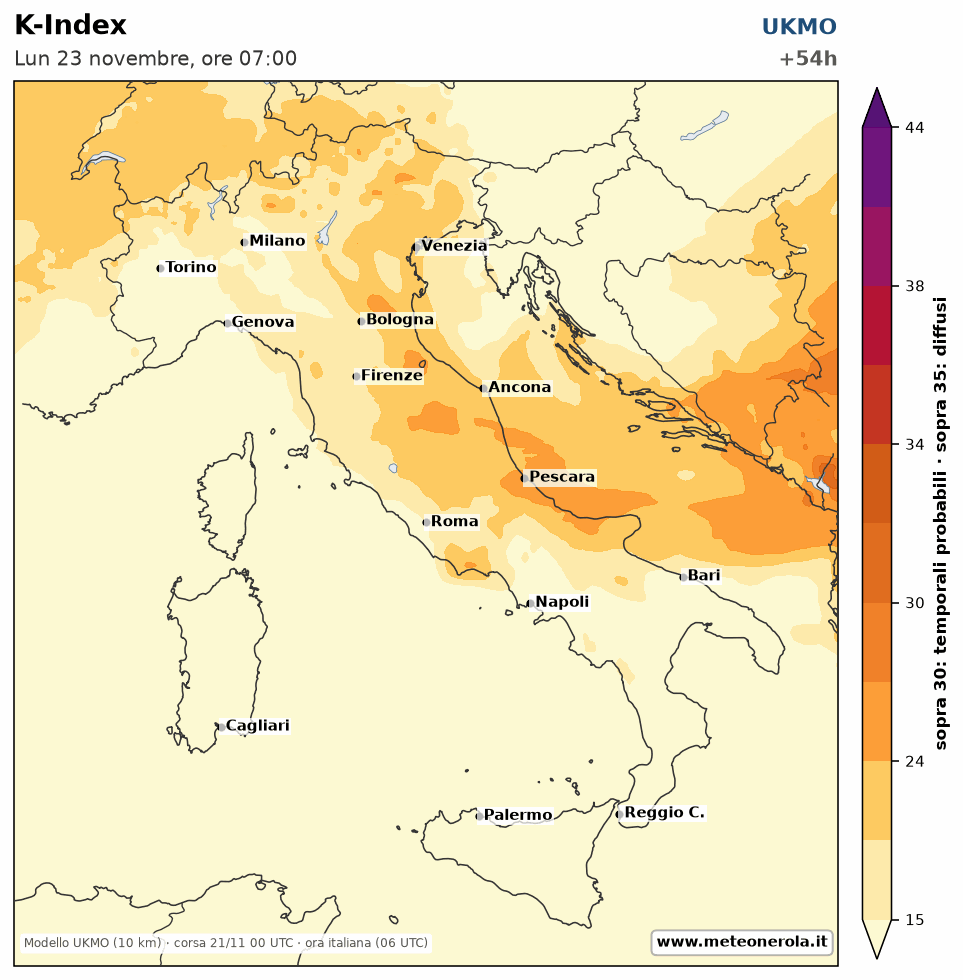 K-Index
UKMO
Lun 23 novembre, ore 07:00
+54h
44
38
34
30
24
15
sopra 30: temporali probabili · sopra 35: diffusi
Milano
Venezia
Torino
Genova
Bologna
Firenze
Ancona
Pescara
Roma
Bari
Napoli
Cagliari
Palermo
Reggio C.
Modello UKMO (10 km) · corsa 21/11 00 UTC · ora italiana (06 UTC)
www.meteonerola.it